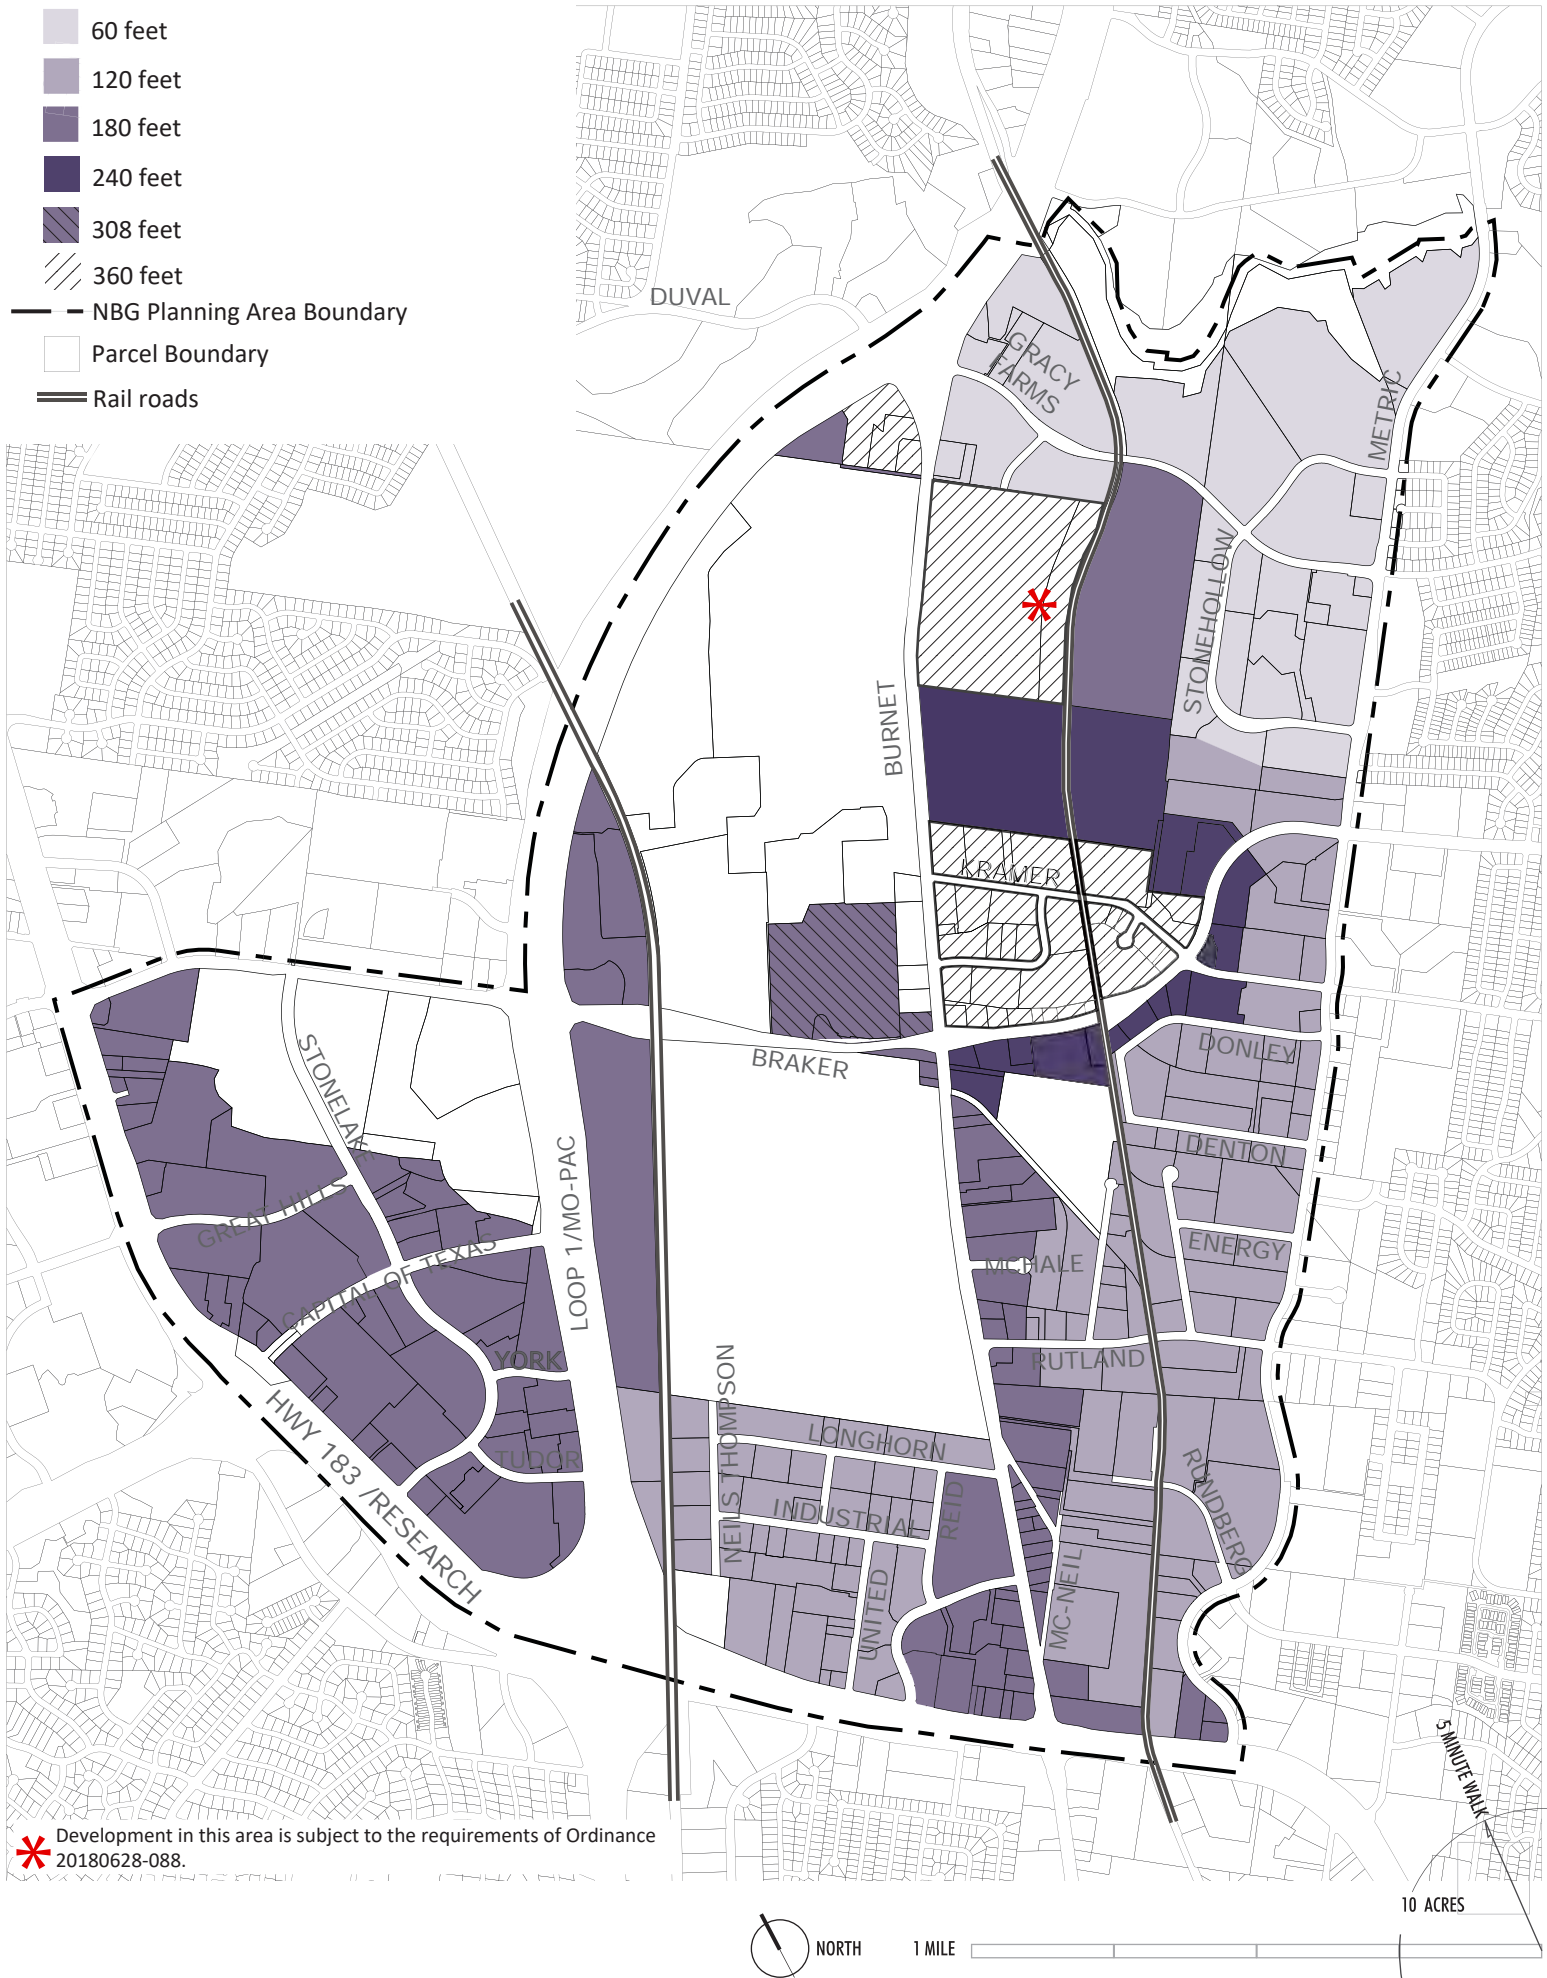 60 feet
120 feet
180 feet
240 feet
308 feet
360 feet
NBG Planning Area Boundary
Parcel Boundary
Rail roads
DUVAL
GRACY
FARMS
METRIC
STONEHOLLOW
BURNET
KRAMER
BRAKER
DONLEY
STONELAKE
DENTON
GREAT HILLS
LOOP 1/MO-PAC
CAPITAL OF TEXAS
ENERGY
MCHALE
YORK
RUTLAND
HWY 183 /RESEARCH
NEILS THOMPSON
LONGHORN
TUDOR
RUNDBERG
REID
INDUSTRIAL
UNITED
MC-NEIL
5 MINUTE WALK
Development in this area is subject to the requirements of Ordinance
20180628-088.
10 ACRES
NORTH
1 MILE